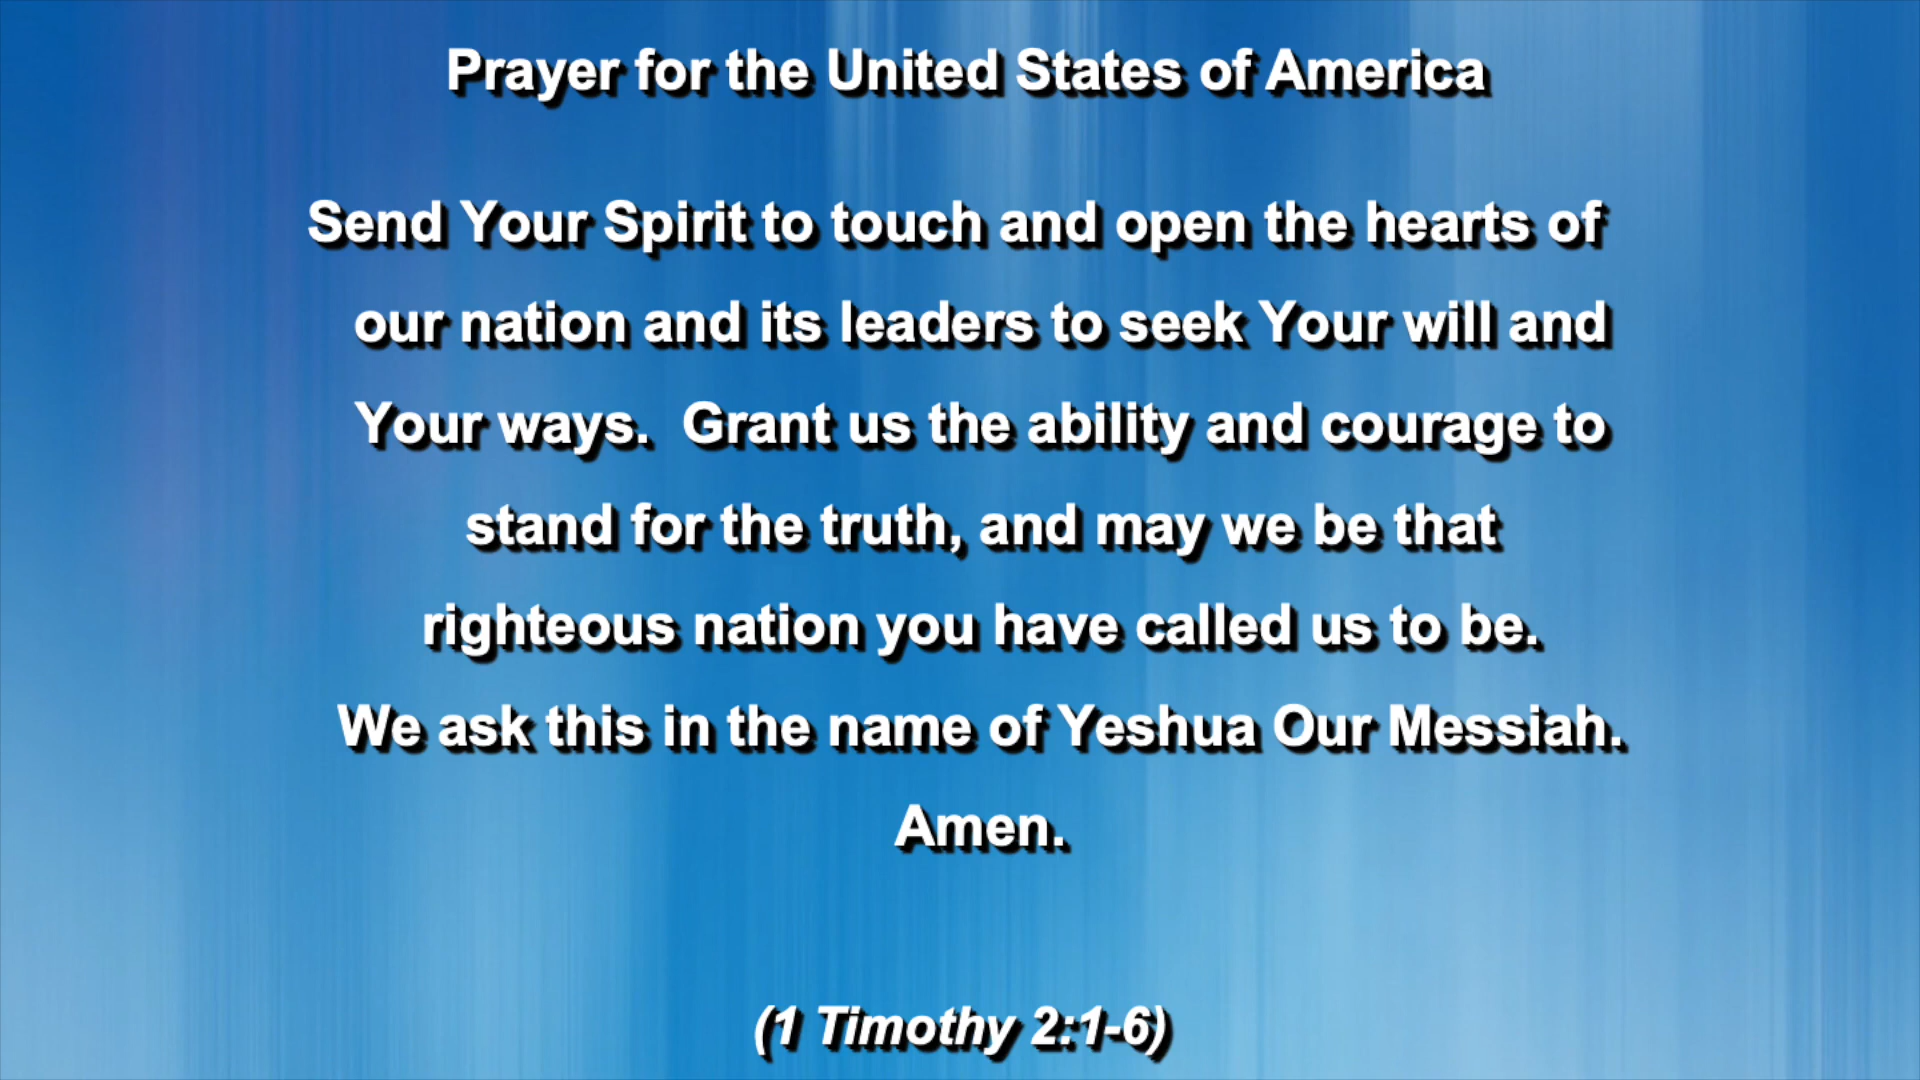 Prayer for the United States of America
Send Your Spirit to touch and open the hearts of
our nation and its leaders to seek Your will and
Your ways.  Grant us the ability and courage to
stand for the truth, and may we be that
righteous nation you have called us to be.
We ask this in the name of Yeshua Our Messiah.
Amen.
(1 Timothy 2:1-6)